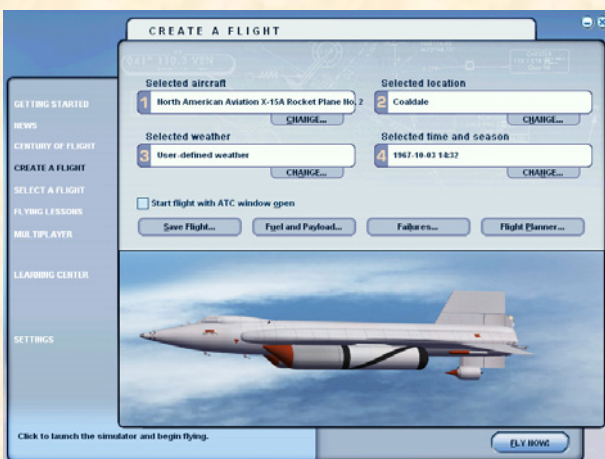 CREATE A FLIGHT
Selected aircraft
1 North American Aviation X-15A Rocket Plane No. 2
CHANGE...
Selected location
2 Coaldale
CHANGE...
Selected weather
3 User-defined weather
CHANGE...
Selected time and season
4 1967-10-03 14:32
CHANGE...
Start flight with ATC window open
Save Flight...
Fuel and Payload...
Failures...
Flight Planner...
GETTING STARTED
NEWS
CENTURY OF FLIGHT
CREATE A FLIGHT
SELECT A FLIGHT
FLYING LESSONS
MULTIPLAYER
LEARNING CENTER
SETTINGS
Click to launch the simulator and begin flying.
FLY NOW!